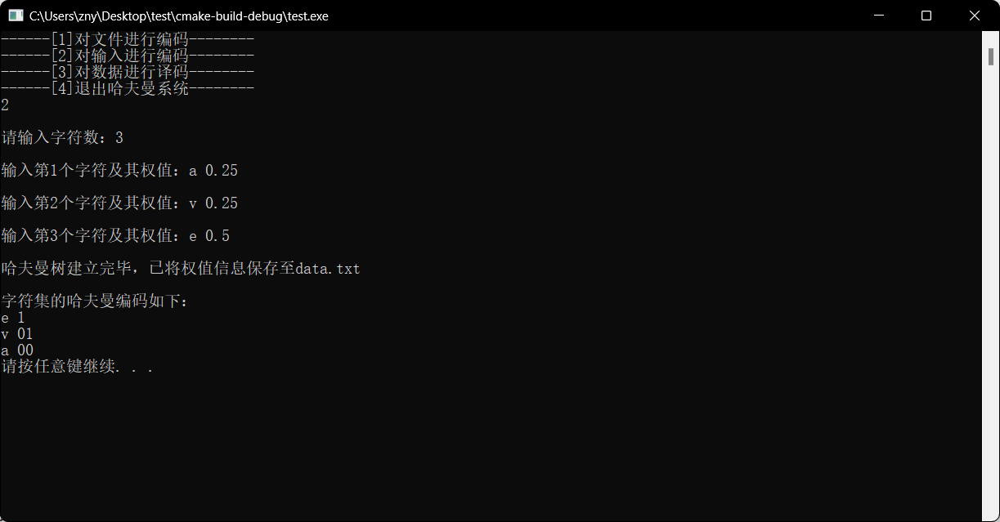 C:\Users\zny\Desktop\test\cmake-build-debug\test.exe
------[1]对文件进行编码--------
------[2]对输入进行编码--------
------[3]对数据进行译码--------
------[4]退出哈夫曼系统--------
2
请输入字符数：3
输入第1个字符及其权值：a 0.25
输入第2个字符及其权值：v 0.25
输入第3个字符及其权值：e 0.5
哈夫曼树建立完毕，已将权值信息保存至data.txt
字符集的哈夫曼编码如下：
e 1
v 01
a 00
请按任意键继续. . .